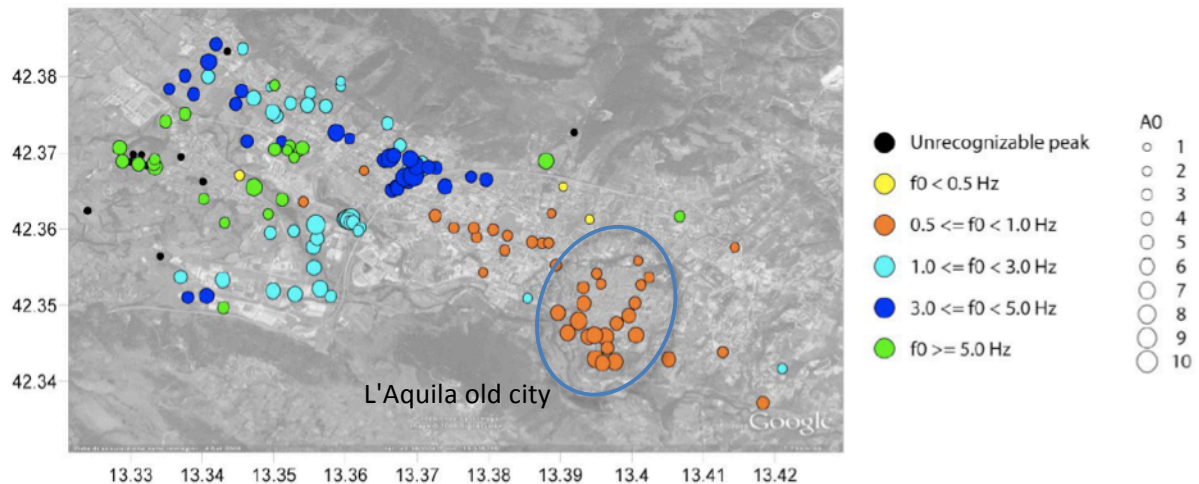 42.38
42.37
42.36
42.35
42.34
L'Aquila old city
Google
13.33 13.34 13.35 13.36 13.37 13.38 13.39 13.4 13.41 13.42
Unrecognizable peak
f0 < 0.5 Hz
0.5 <= f0 < 1.0 Hz
1.0 <= f0 < 3.0 Hz
3.0 <= f0 < 5.0 Hz
f0 >= 5.0 Hz
A0
1
2
3
4
5
6
7
8
9
10